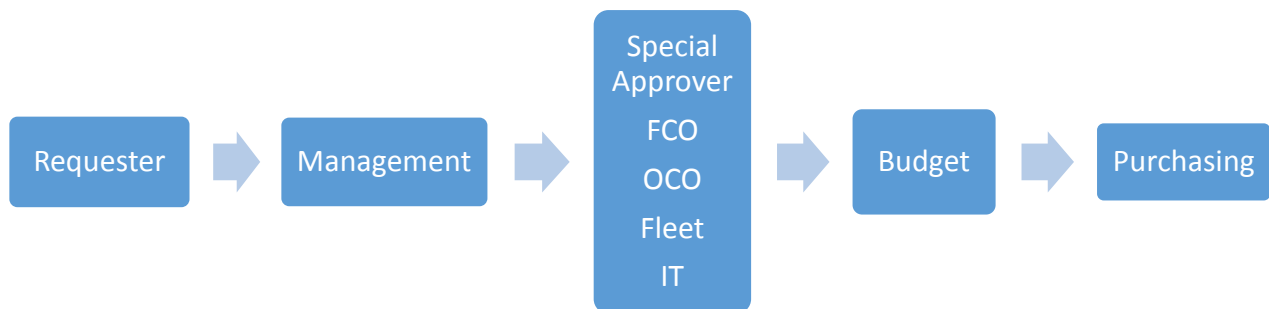 Requester
Management
Special
Approver
FCO
OCO
Fleet
IT
Budget
Purchasing